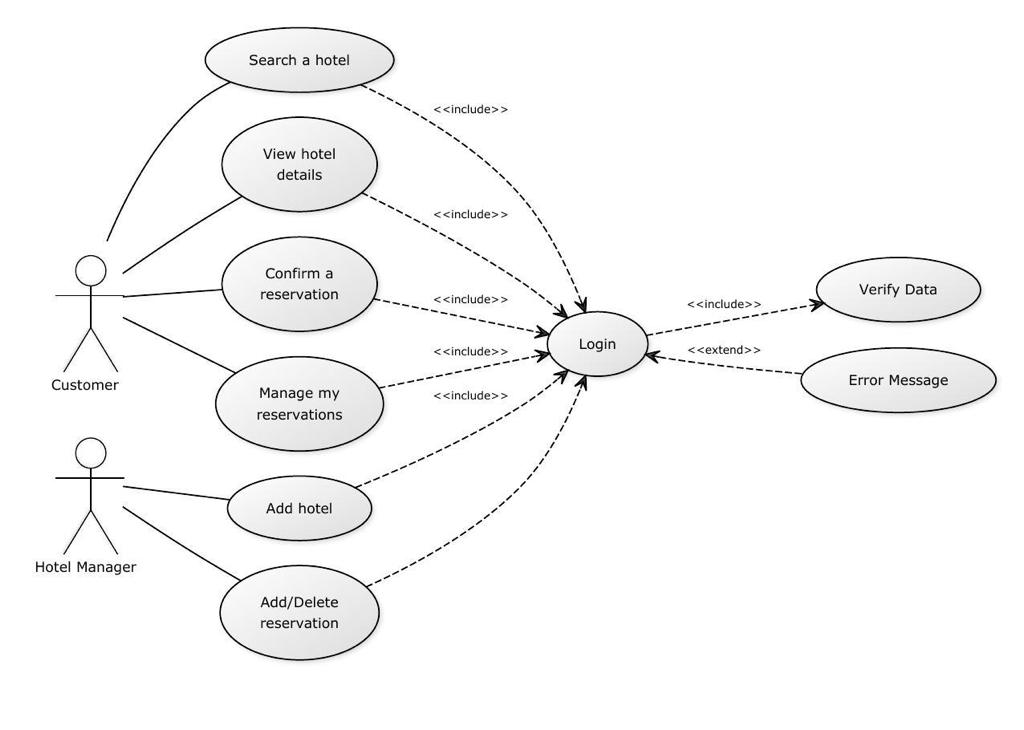 Search a hotel
<<include>>
View hotel
details
<<include>>
Confirm a
reservation
<<include>>
Customer
Manage my
reservations
<<include>>
<<include>>
Login
<<include>>
Verify Data
<<extend>>
Error Message
Add hotel
Hotel Manager
Add/Delete
reservation